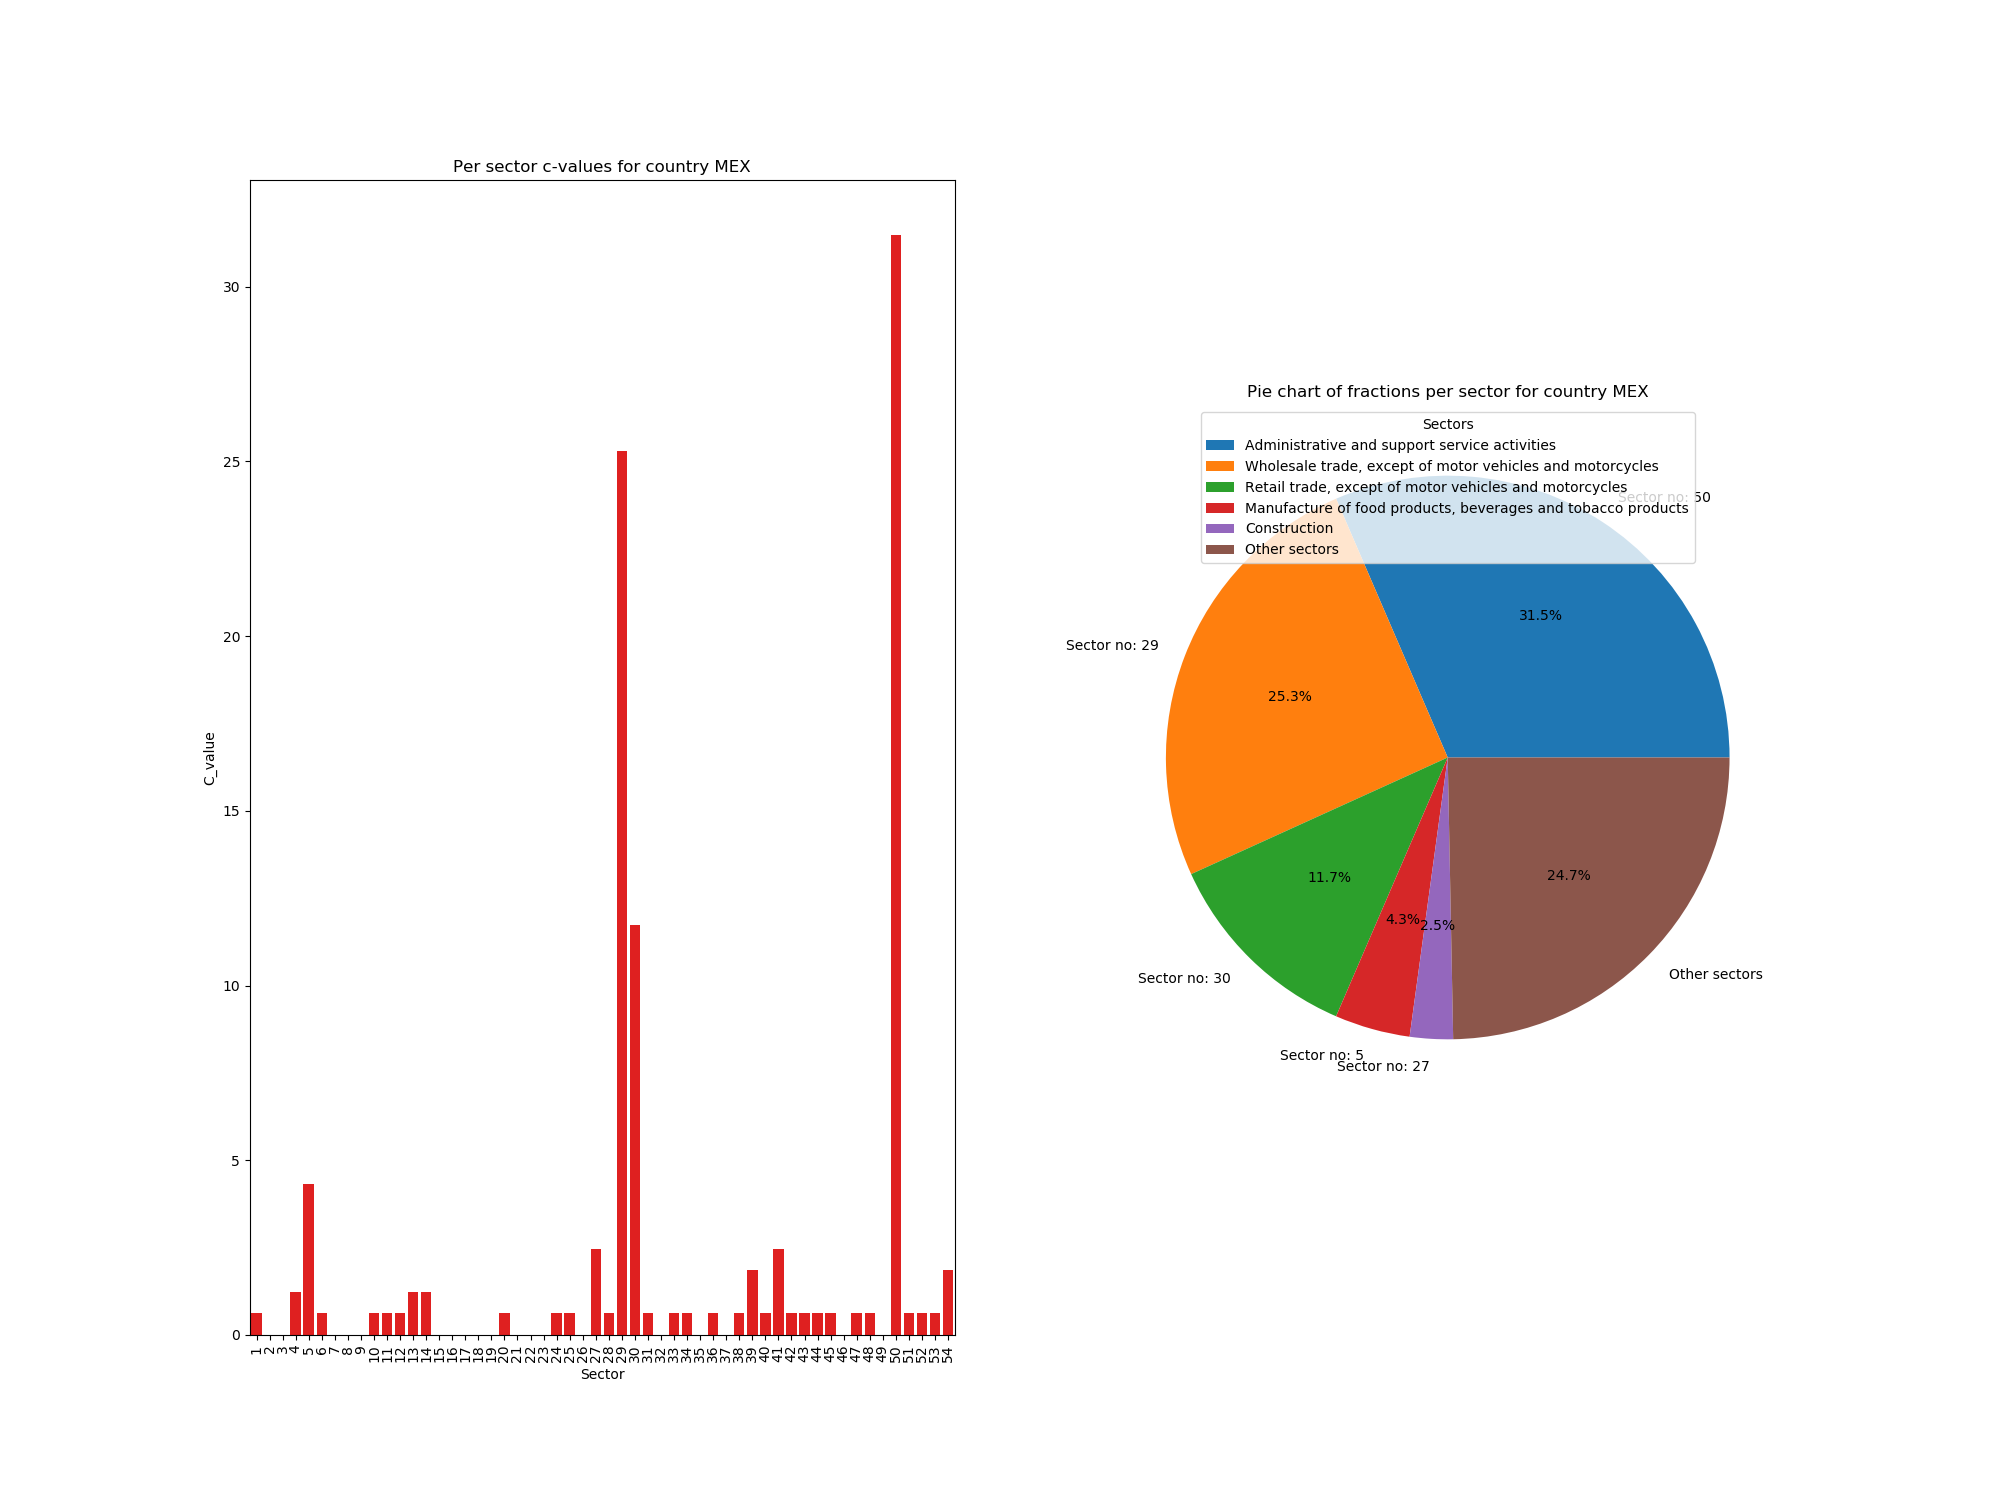 Per sector c-values for country MEX
30
25
20
15
10
5
0
C_value
1 2 3 4 5 6 7 8 9 10 11 12 13 14 15 16 17 18 19 20 21 22 23 24 25 26 27 28 29 30 31 32 33 34 35 36 37 38 39 40 41 42 43 44 45 46 47 48 49 50 51 52 53 54
Sector
Pie chart of fractions per sector for country MEX
Sectors
Administrative and support service activities
Wholesale trade, except of motor vehicles and motorcycles
Retail trade, except of motor vehicles and motorcycles
Manufacture of food products, beverages and tobacco products
Construction
Other sectors
Sector no: 50
31.5%
Sector no: 29
25.3%
11.7%
24.7%
4.3%
2.5%
Sector no: 30
Other sectors
Sector no: 5
Sector no: 27